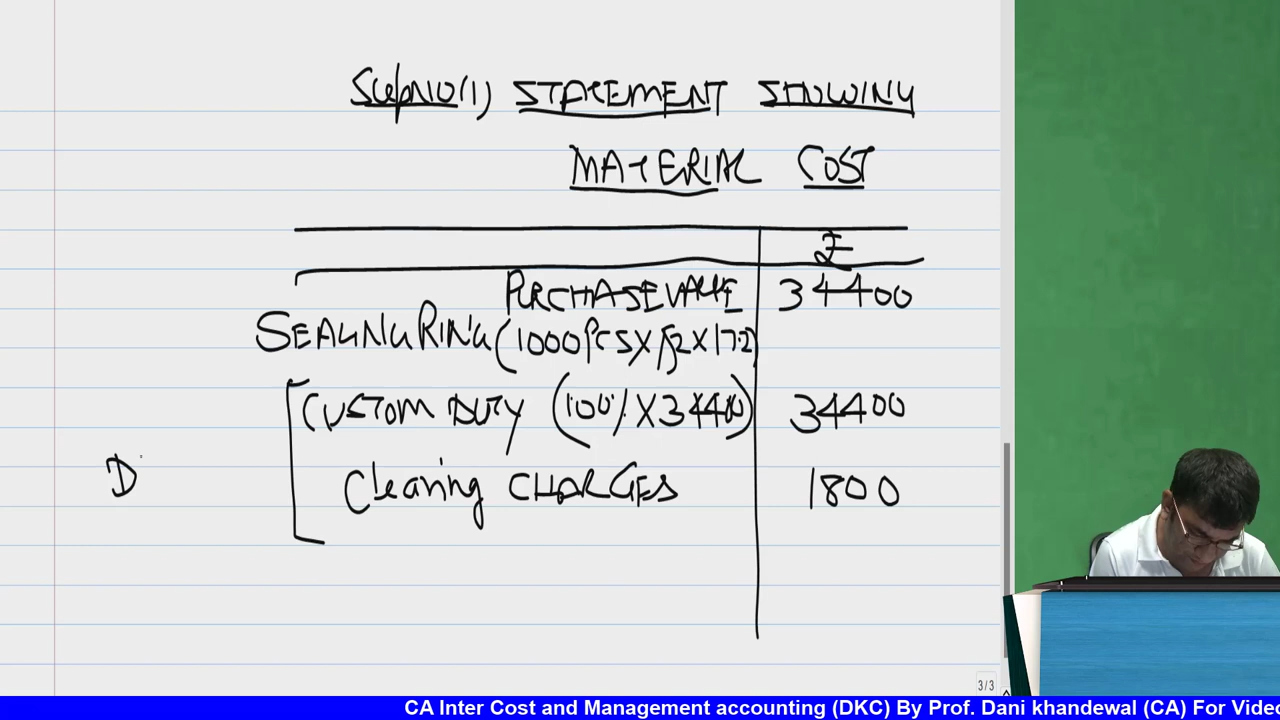 STATEMENT SHOWING
MATERIAL COST
₹
PURCHASE VALUE 34400
SEALING RING (1000 Pcs X $2 X 17.2)
CUSTOM DUTY (100% X 34400) 34400
Clearing CHARGES 1800
D
3/3
CA Inter Cost and Management accounting (DKC) By Prof. Dani khandewal (CA) For Vide